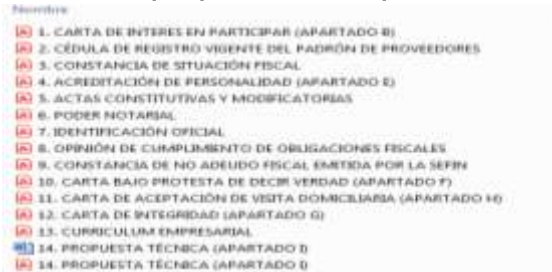 Nombre
1. CARTA DE INTERES EN PARTICIPAR (APARTADO B)
2. CÉDULA DE REGISTRO VIGENTE DEL PADRÓN DE PROVEEDORES
3. CONSTANCIA DE SITUACIÓN FISCAL
4. ACREDITACIÓN DE PERSONALIDAD (APARTADO E)
5. ACTAS CONSTITUTIVAS Y MODIFICATORIAS
6. PODER NOTARIAL
7. IDENTIFICACIÓN OFICIAL
8. OPINIÓN DE CUMPLIMIENTO DE OBLIGACIONES FISCALES
9. CONSTANCIA DE NO ADEUDO FISCAL EMITIDA POR LA SEFIN
10. CARTA BAJO PROTESTA DE DECIR VERDAD (APARTADO F)
11. CARTA DE ACEPTACIÓN DE VISITA DOMICILIARIA (APARTADO H)
12. CARTA DE INTEGRIDAD (APARTADO G)
13. CURRICULUM EMPRESARIAL
14. PROPUESTA TÉCNICA (APARTADO I)
14. PROPUESTA TÉCNICA (APARTADO I)